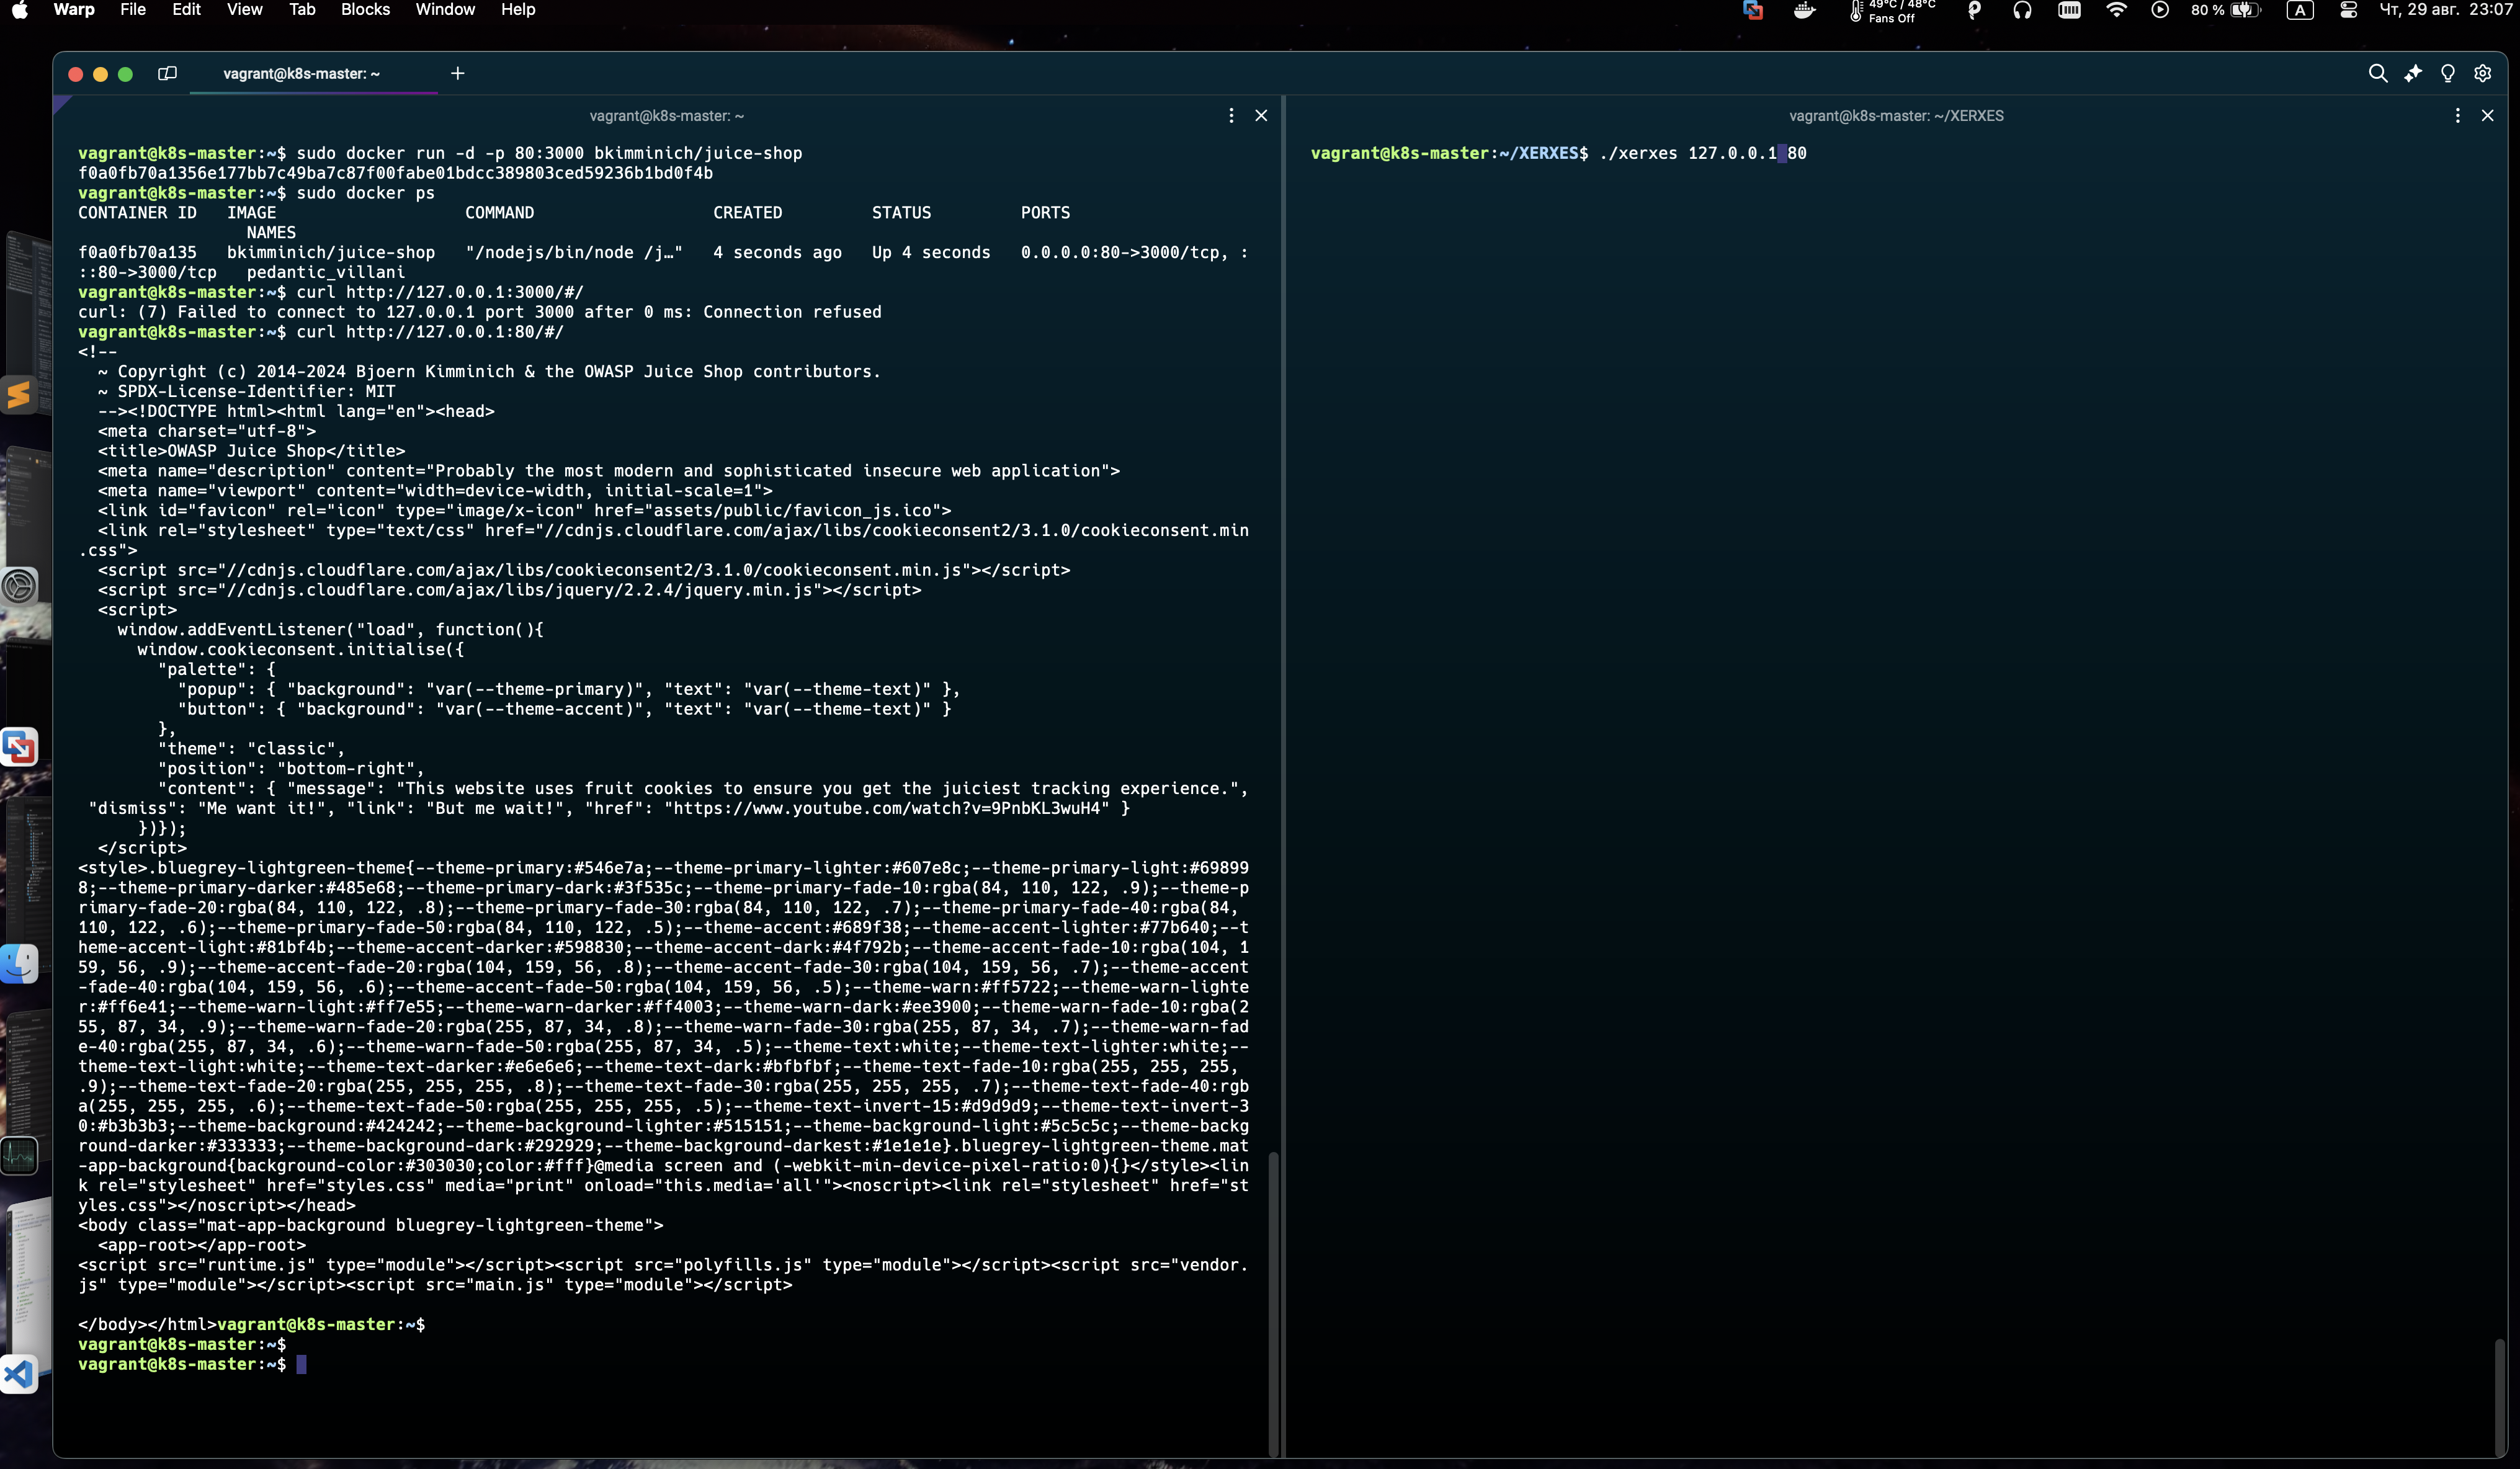 Warp File Edit View Tab Blocks Window Help
49°C / 48°C
Fans Off
80 %
A
Чт, 29 авг. 23:07
vagrant@k8s-master: ~
vagrant@k8s-master: ~
vagrant@k8s-master:~$ sudo docker run -d -p 80:3000 bkimminich/juice-shop
f0a0fb70a1356e177bb7c49ba7c87f00fabe01bdcc389803ced59236b1bd0f4b
vagrant@k8s-master:~$ sudo docker ps
CONTAINER ID   IMAGE                   COMMAND                  CREATED         STATUS         PORTS
                 NAMES
f0a0fb70a135   bkimminich/juice-shop   "/nodejs/bin/node /j…"   4 seconds ago   Up 4 seconds   0.0.0.0:80->3000/tcp, :
::80->3000/tcp   pedantic_villani
vagrant@k8s-master:~$ curl http://127.0.0.1:3000/#/
curl: (7) Failed to connect to 127.0.0.1 port 3000 after 0 ms: Connection refused
vagrant@k8s-master:~$ curl http://127.0.0.1:80/#/
<!--
  ~ Copyright (c) 2014-2024 Bjoern Kimminich & the OWASP Juice Shop contributors.
  ~ SPDX-License-Identifier: MIT
  --><!DOCTYPE html><html lang="en"><head>
  <meta charset="utf-8">
  <title>OWASP Juice Shop</title>
  <meta name="description" content="Probably the most modern and sophisticated insecure web application">
  <meta name="viewport" content="width=device-width, initial-scale=1">
  <link id="favicon" rel="icon" type="image/x-icon" href="assets/public/favicon_js.ico">
  <link rel="stylesheet" type="text/css" href="//cdnjs.cloudflare.com/ajax/libs/cookieconsent2/3.1.0/cookieconsent.min
.css">
  <script src="//cdnjs.cloudflare.com/ajax/libs/cookieconsent2/3.1.0/cookieconsent.min.js"></script>
  <script src="//cdnjs.cloudflare.com/ajax/libs/jquery/2.2.4/jquery.min.js"></script>
  <script>
    window.addEventListener("load", function(){
      window.cookieconsent.initialise({
        "palette": {
          "popup": { "background": "var(--theme-primary)", "text": "var(--theme-text)" },
          "button": { "background": "var(--theme-accent)", "text": "var(--theme-text)" }
        },
        "theme": "classic",
        "position": "bottom-right",
        "content": { "message": "This website uses fruit cookies to ensure you get the juiciest tracking experience.",
 "dismiss": "Me want it!", "link": "But me wait!", "href": "https://www.youtube.com/watch?v=9PnbKL3wuH4" }
      })});
  </script>
<style>.bluegrey-lightgreen-theme{--theme-primary:#546e7a;--theme-primary-lighter:#607e8c;--theme-primary-light:#69899
8;--theme-primary-darker:#485e68;--theme-primary-dark:#3f535c;--theme-primary-fade-10:rgba(84, 110, 122, .9);--theme-p
rimary-fade-20:rgba(84, 110, 122, .8);--theme-primary-fade-30:rgba(84, 110, 122, .7);--theme-primary-fade-40:rgba(84,
110, 122, .6);--theme-primary-fade-50:rgba(84, 110, 122, .5);--theme-accent:#689f38;--theme-accent-lighter:#77b640;--t
heme-accent-light:#81bf4b;--theme-accent-darker:#598830;--theme-accent-dark:#4f792b;--theme-accent-fade-10:rgba(104, 1
59, 56, .9);--theme-accent-fade-20:rgba(104, 159, 56, .8);--theme-accent-fade-30:rgba(104, 159, 56, .7);--theme-accent
-fade-40:rgba(104, 159, 56, .6);--theme-accent-fade-50:rgba(104, 159, 56, .5);--theme-warn:#ff5722;--theme-warn-lighte
r:#ff6e41;--theme-warn-light:#ff7e55;--theme-warn-darker:#ff4003;--theme-warn-dark:#ee3900;--theme-warn-fade-10:rgba(2
55, 87, 34, .9);--theme-warn-fade-20:rgba(255, 87, 34, .8);--theme-warn-fade-30:rgba(255, 87, 34, .7);--theme-warn-fad
e-40:rgba(255, 87, 34, .6);--theme-warn-fade-50:rgba(255, 87, 34, .5);--theme-text:white;--theme-text-lighter:white;--
theme-text-light:white;--theme-text-darker:#e6e6e6;--theme-text-dark:#bfbfbf;--theme-text-fade-10:rgba(255, 255, 255,
.9);--theme-text-fade-20:rgba(255, 255, 255, .8);--theme-text-fade-30:rgba(255, 255, 255, .7);--theme-text-fade-40:rgb
a(255, 255, 255, .6);--theme-text-fade-50:rgba(255, 255, 255, .5);--theme-text-invert-15:#d9d9d9;--theme-text-invert-3
0:#b3b3b3;--theme-background:#424242;--theme-background-lighter:#515151;--theme-background-light:#5c5c5c;--theme-backg
round-darker:#333333;--theme-background-dark:#292929;--theme-background-darkest:#1e1e1e}.bluegrey-lightgreen-theme.mat
-app-background{background-color:#303030;color:#fff}@media screen and (-webkit-min-device-pixel-ratio:0){}</style><lin
k rel="stylesheet" href="styles.css" media="print" onload="this.media='all'"><noscript><link rel="stylesheet" href="st
yles.css"></noscript></head>
<body class="mat-app-background bluegrey-lightgreen-theme">
  <app-root></app-root>
<script src="runtime.js" type="module"></script><script src="polyfills.js" type="module"></script><script src="vendor.
js" type="module"></script><script src="main.js" type="module"></script>
</body></html>vagrant@k8s-master:~$
vagrant@k8s-master:~$
vagrant@k8s-master:~$
vagrant@k8s-master: ~/XERXES
vagrant@k8s-master:~/XERXES$ ./xerxes 127.0.0.1 80